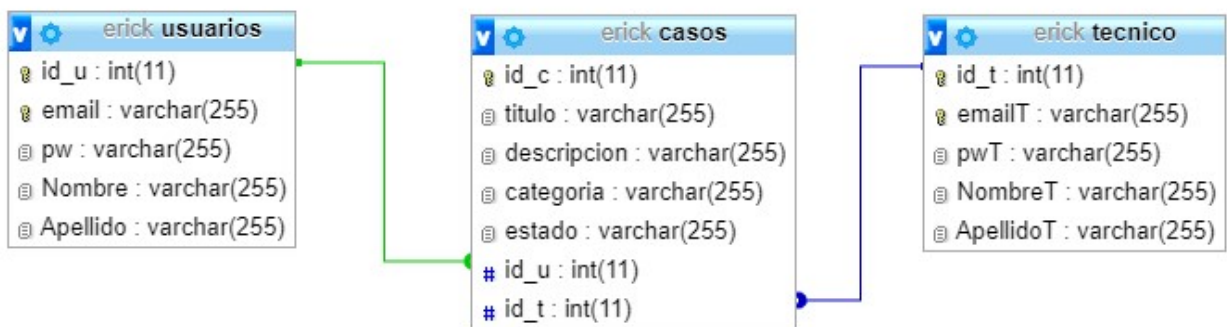 v erick usuarios
id_u : int(11)
email : varchar(255)
pw : varchar(255)
Nombre : varchar(255)
Apellido : varchar(255)
v erick casos
id_c : int(11)
titulo : varchar(255)
descripcion : varchar(255)
categoria : varchar(255)
estado : varchar(255)
# id_u : int(11)
# id_t : int(11)
v erick tecnico
id_t : int(11)
emailT : varchar(255)
pwT : varchar(255)
NombreT : varchar(255)
ApellidoT : varchar(255)